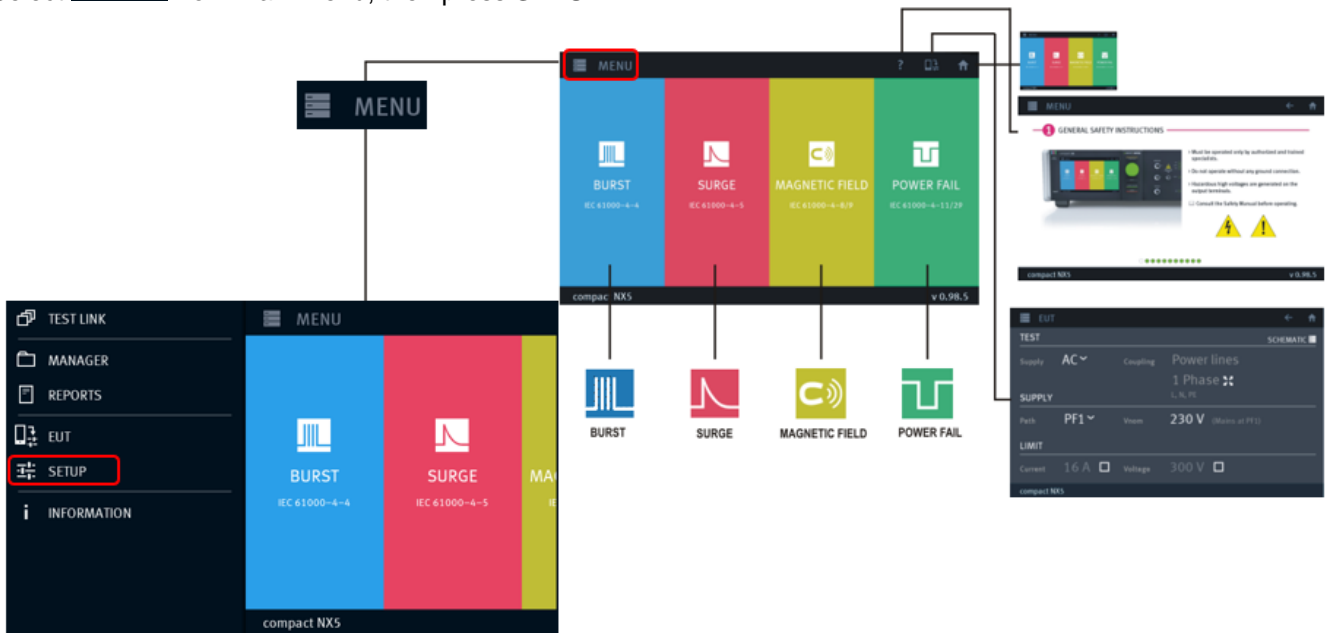 MENU
MENU
?
BURST
IEC 61000-4-4
SURGE
IEC 61000-4-5
MAGNETIC FIELD
IEC 61000-4-8/9
POWER FAIL
IEC 61000-4-11/29
compac NX5
v 0.98.5
BURST
SURGE
MAGNETIC FIELD
POWER FAIL
TEST LINK
MANAGER
REPORTS
EUT
SETUP
INFORMATION
MENU
BURST
IEC 61000-4-4
SURGE
IEC 61000-4-5
MA
IE
compact NX5
MENU
1 GENERAL SAFETY INSTRUCTIONS
Must be operated only by authorized and trained
specialists.
Do not operate without any ground connection.
Hazardous high voltages are generated on the
output terminals.
Consult the Safety Manual before operating.
compact NX5
v 0.98.5
EUT
TEST
SCHEMATIC
Supply AC Coupling Power lines
1 Phase
L, N, PE
SUPPLY
Path PF1 Vnom 230 V (Mains at PF1)
LIMIT
Current 16 A Voltage 300 V
compact NX5